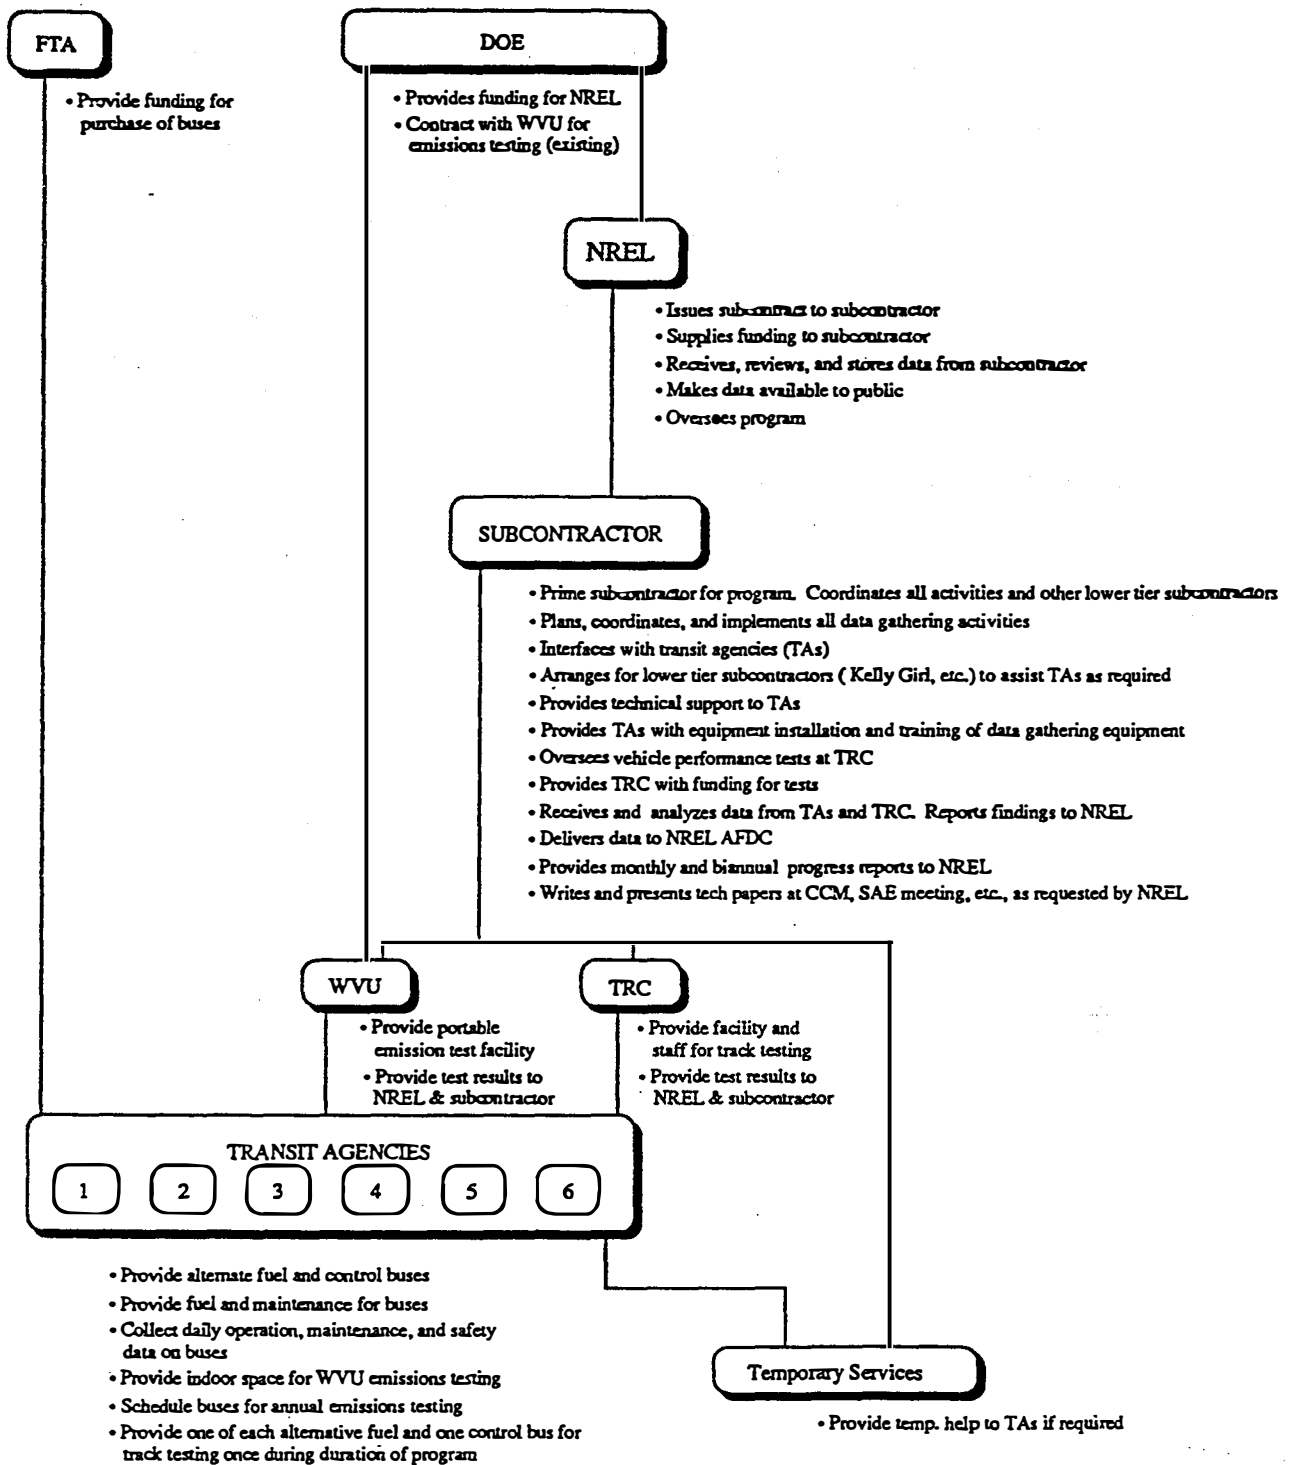 FTA
• Provide funding for
purchase of buses
DOE
• Provides funding for NREL
• Contract with WVU for
emissions testing (existing)
NREL
• Issues subcontract to subcontractor
• Supplies funding to subcontractor
• Receives, reviews, and stores data from subcontractor
• Makes data available to public
• Oversees program
SUBCONTRACTOR
• Prime subcontractor for program. Coordinates all activities and other lower tier subcontractors
• Plans, coordinates, and implements all data gathering activities
• Interfaces with transit agencies (TAs)
• Arranges for lower tier subcontractors ( Kelly Girl, etc.) to assist TAs as required
• Provides technical support to TAs
• Provides TAs with equipment installation and training of data gathering equipment
• Oversees vehicle performance tests at TRC
• Provides TRC with funding for tests
• Receives and analyzes data from TAs and TRC. Reports findings to NREL
• Delivers data to NREL AFDC
• Provides monthly and biannual progress reports to NREL
• Writes and presents tech papers at CCM, SAE meeting, etc., as requested by NREL
WVU
• Provide portable
emission test facility
• Provide test results to
NREL & subcontractor
TRC
• Provide facility and
staff for track testing
• Provide test results to
NREL & subcontractor
TRANSIT AGENCIES
1 2 3 4 5 6
• Provide alternate fuel and control buses
• Provide fuel and maintenance for buses
• Collect daily operation, maintenance, and safety
data on buses
• Provide indoor space for WVU emissions testing
• Schedule buses for annual emissions testing
• Provide one of each alternative fuel and one control bus for
track testing once during duration of program
Temporary Services
• Provide temp. help to TAs if required